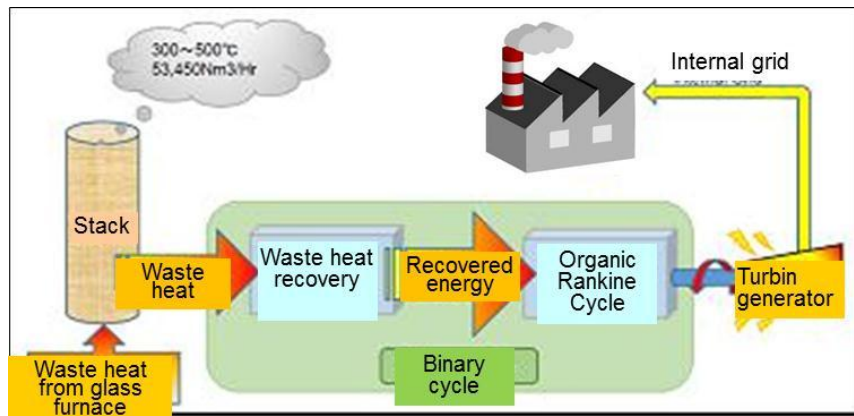 300～500℃
53,450Nm3/Hr
Internal grid
Stack
Waste
heat
Waste heat
recovery
Recovered
energy
Organic
Rankine
Cycle
Turbin
generator
Binary
cycle
Waste heat
from glass
furnace